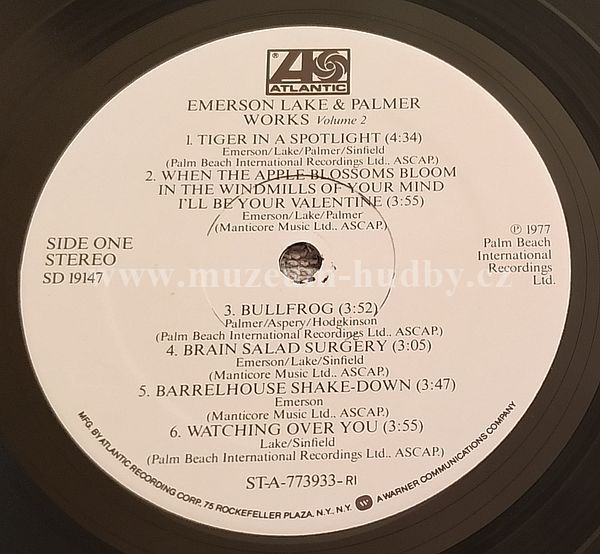 ATLANTIC
EMERSON LAKE & PALMER
WORKS Volume 2
1. TIGER IN A SPOTLIGHT (4:34)
Emerson/Lake/Palmer/Sinfield
(Palm Beach International Recordings Ltd., ASCAP.)
2. WHEN THE APPLE BLOSSOMS BLOOM
IN THE WINDMILLS OF YOUR MIND
I'LL BE YOUR VALENTINE (3:55)
Emerson/Lake/Palmer
(Manticore Music Ltd., ASCAP.)
SIDE ONE
STEREO
SD 19147
℗ 1977
Palm Beach
International
Recordings
Ltd.
www.muzeum-hudby.cz
3. BULLFROG (3:52)
Palmer/Aspery/Hodgkinson
(Palm Beach International Recordings Ltd., ASCAP.)
4. BRAIN SALAD SURGERY (3:05)
Emerson/Lake/Sinfield
(Manticore Music Ltd., ASCAP.)
5. BARRELHOUSE SHAKE-DOWN (3:47)
Emerson
(Manticore Music Ltd., ASCAP.)
6. WATCHING OVER YOU (3:55)
Lake/Sinfield
(Palm Beach International Recordings Ltd., ASCAP.)
ST-A-773933-RI
MFG. BY ATLANTIC RECORDING CORP., 75 ROCKEFELLER PLAZA, N.Y., N.Y. A WARNER COMMUNICATIONS COMPANY